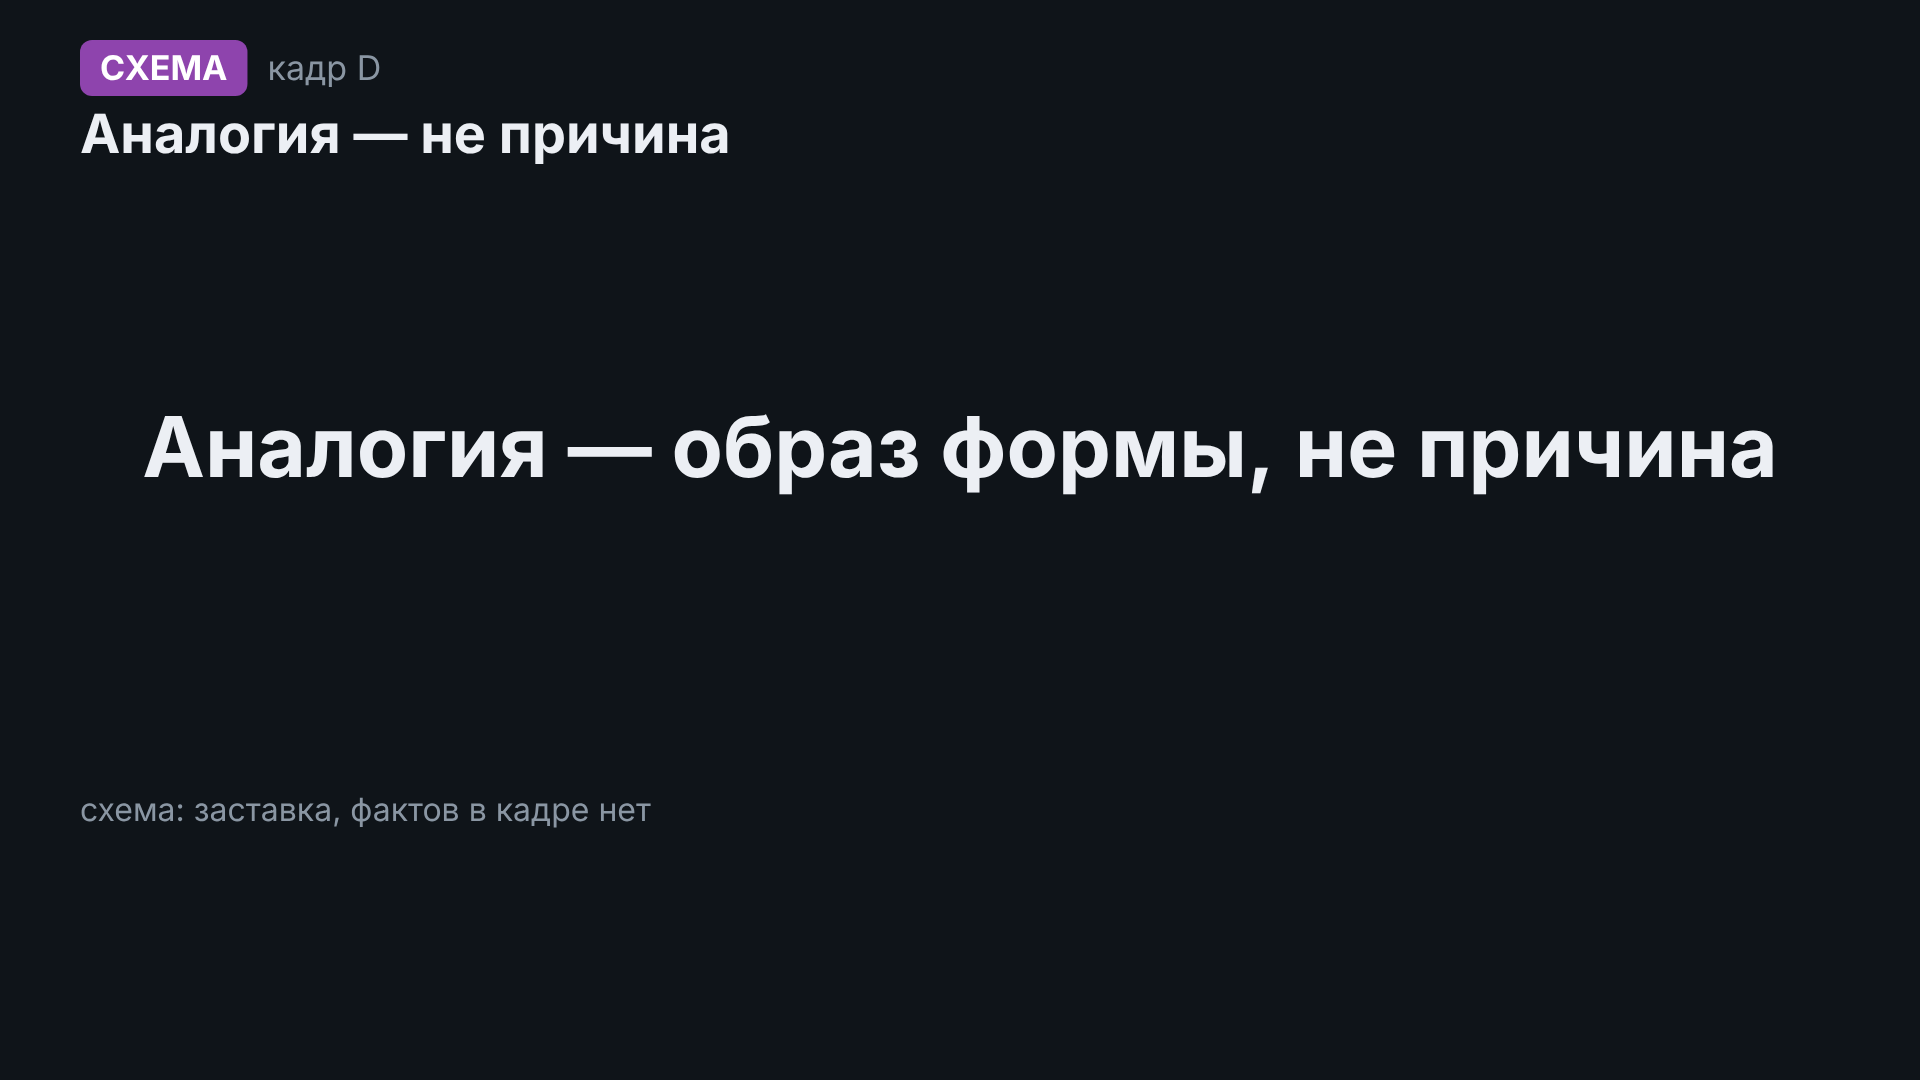 СХЕМА кадр D
Аналогия — не причина
Аналогия — образ формы, не причина
схема: заставка, фактов в кадре нет